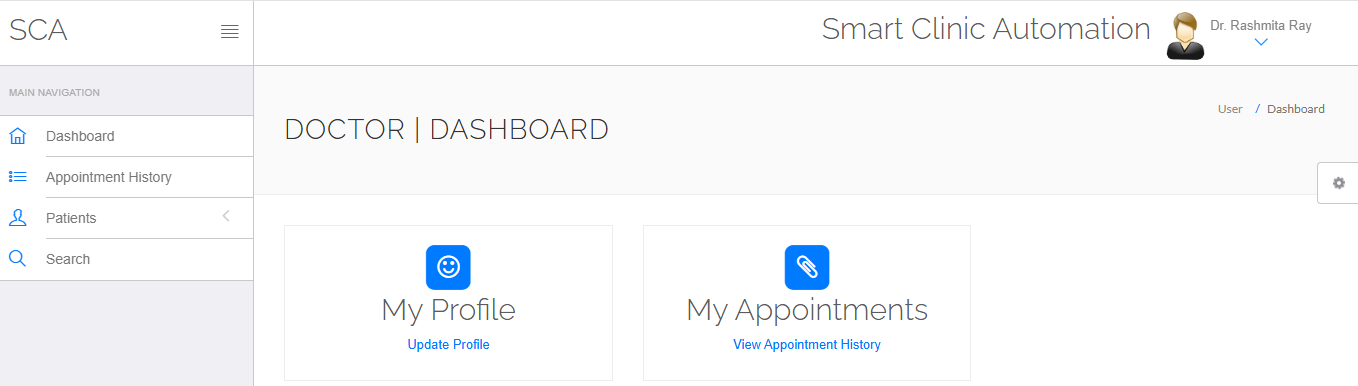 SCA
Smart Clinic Automation
Dr. Rashmita Ray
MAIN NAVIGATION
Dashboard
Appointment History
Patients
Search
DOCTOR | DASHBOARD
User / Dashboard
My Profile
Update Profile
My Appointments
View Appointment History